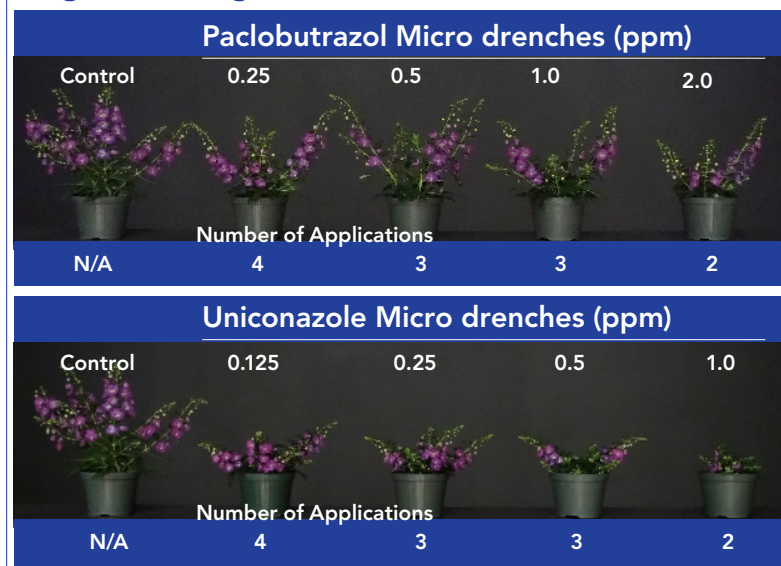 Paclobutrazol Micro drenches (ppm)
Control 0.25 0.5 1.0 2.0
Number of Applications
N/A 4 3 3 2
Uniconazole Micro drenches (ppm)
Control 0.125 0.25 0.5 1.0
Number of Applications
N/A 4 3 3 2